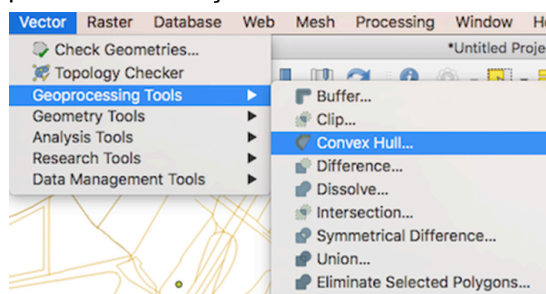 Vector Raster Database Web Mesh Processing Window
Check Geometries...
*Untitled Proje
Topology Checker
Geoprocessing Tools
Buffer...
Geometry Tools
Clip...
Analysis Tools
Convex Hull...
Research Tools
Difference...
Data Management Tools
Dissolve...
Intersection...
Symmetrical Difference...
Union...
Eliminate Selected Polygons...